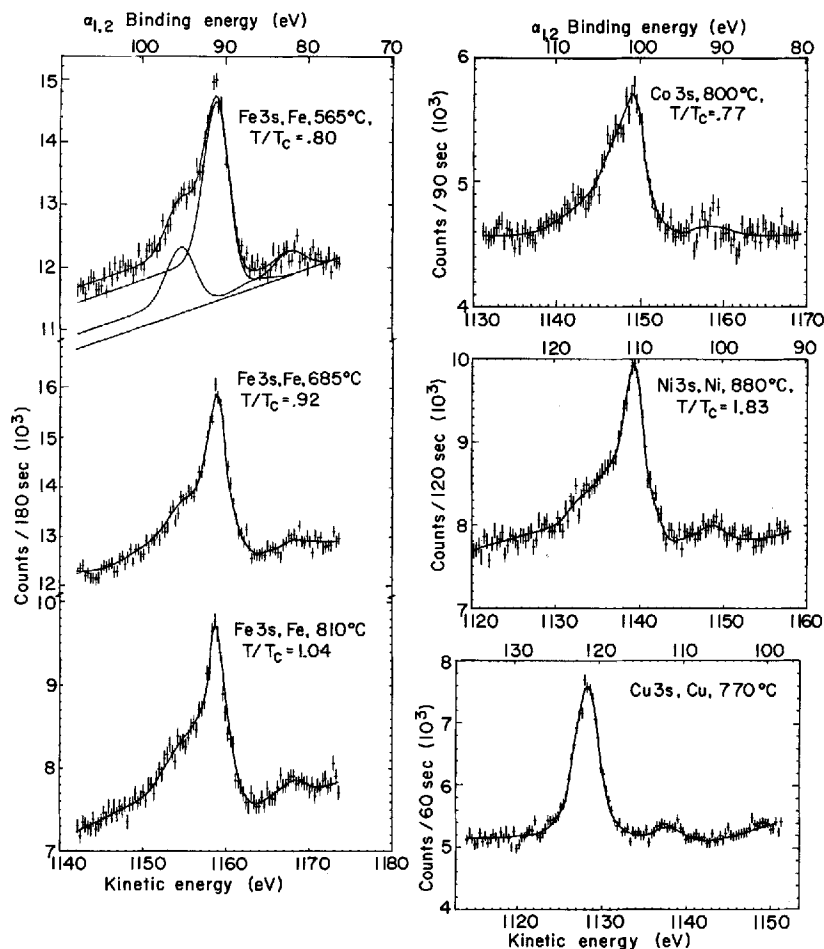 α1,2 Binding energy (eV)
100 90 80 70
15
14
13
12
11
Fe 3s, Fe, 565°C,
T/Tc = .80
16
15
14
13
12
Fe 3s, Fe, 685°C
T/Tc = .92
10
9
8
7
Fe 3s, Fe, 810°C
T/Tc = 1.04
Counts / 180 sec (10³)
1140 1150 1160 1170 1180
Kinetic energy (eV)
α1,2 Binding energy (eV)
110 100 90 80
6
5
4
Counts / 90 sec (10³)
Co 3s, 800°C,
T/Tc = .77
1130 1140 1150 1160 1170
120 110 100 90
10
9
8
7
Counts / 120 sec (10³)
Ni 3s, Ni, 880°C,
T/Tc = 1.83
1120 1130 1140 1150 1160
130 120 110 100
8
7
6
5
4
Counts / 60 sec (10³)
Cu 3s, Cu, 770°C
1120 1130 1140 1150
Kinetic energy (eV)